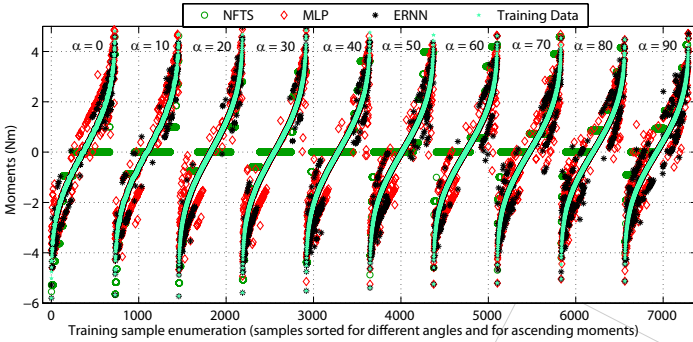 NFTS MLP ERNN Training Data
α = 0 α = 10 α = 20 α = 30 α = 40 α = 50 α = 60 α = 70 α = 80 α = 90
Moments (Nm)
4
2
0
−2
−4
−6
0 1000 2000 3000 4000 5000 6000 7000
Training sample enumeration (samples sorted for different angles and for ascending moments)